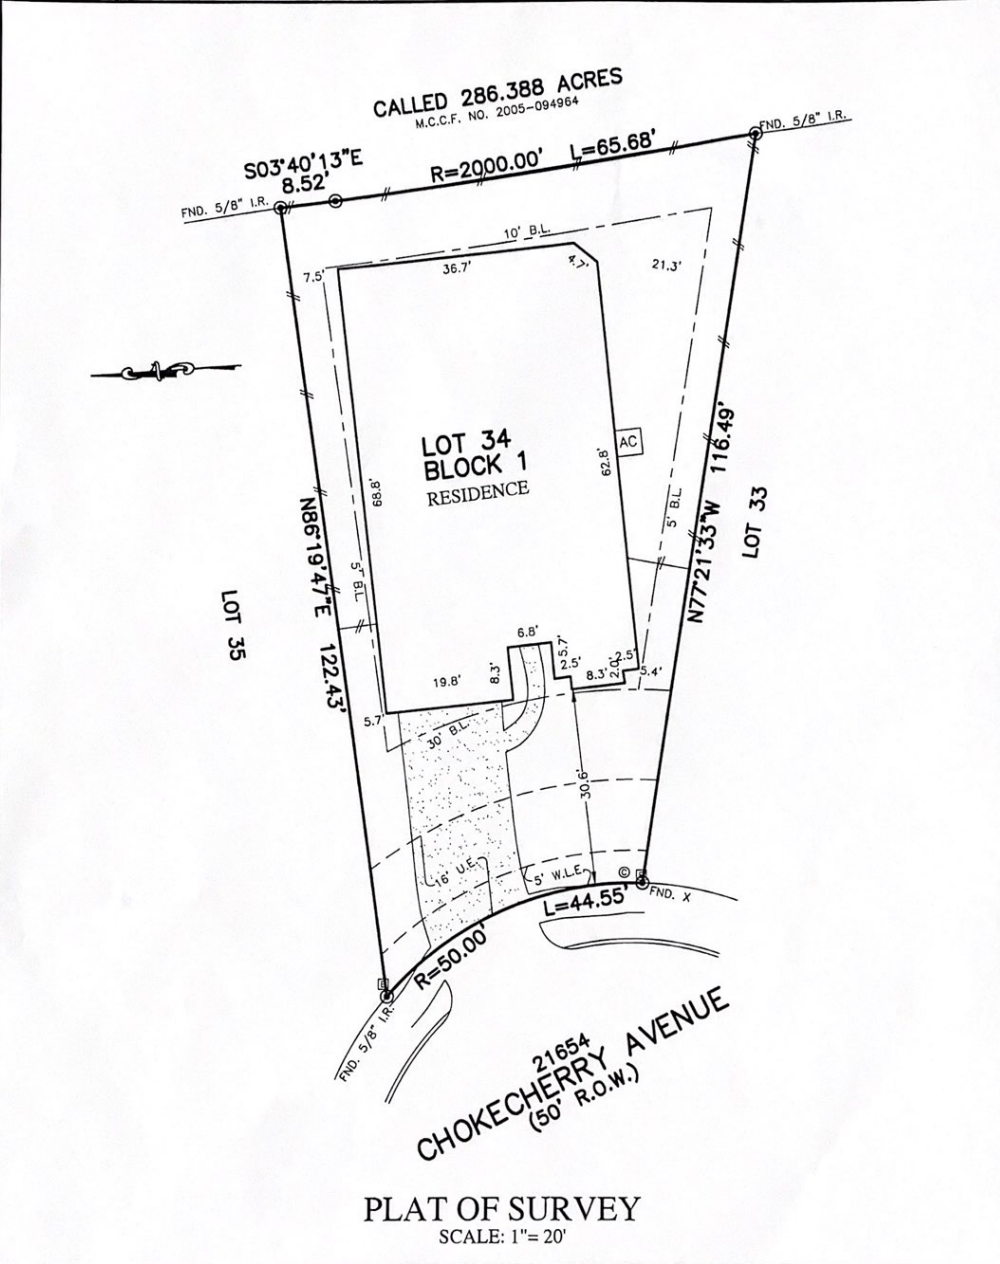 CALLED 286.388 ACRES
M.C.C.F. NO. 2005-094964
FND. 5/8" I.R.
S03°40'13"E
8.52'
R=2000.00' L=65.68'
FND. 5/8" I.R.
10' B.L.
7.5'
36.7'
4.7'
21.3'
LOT 34
BLOCK 1
RESIDENCE
AC
68.8'
62.8'
5' B.L.
5' B.L.
N86°19'47"E 122.43'
N77°21'33"W 116.49'
LOT 35
LOT 33
6.8'
5.7'
8.3'
2.5'
8.3'
2.0'
2.5'
5.4'
19.8'
5.7'
30' B.L.
30.6'
16' U.E.
5' W.L.E.
©
E
FND. X
L=44.55'
R=50.00'
E
FND. 5/8" I.R.
21654
CHOKECHERRY AVENUE
(50' R.O.W.)
PLAT OF SURVEY
SCALE: 1"= 20'